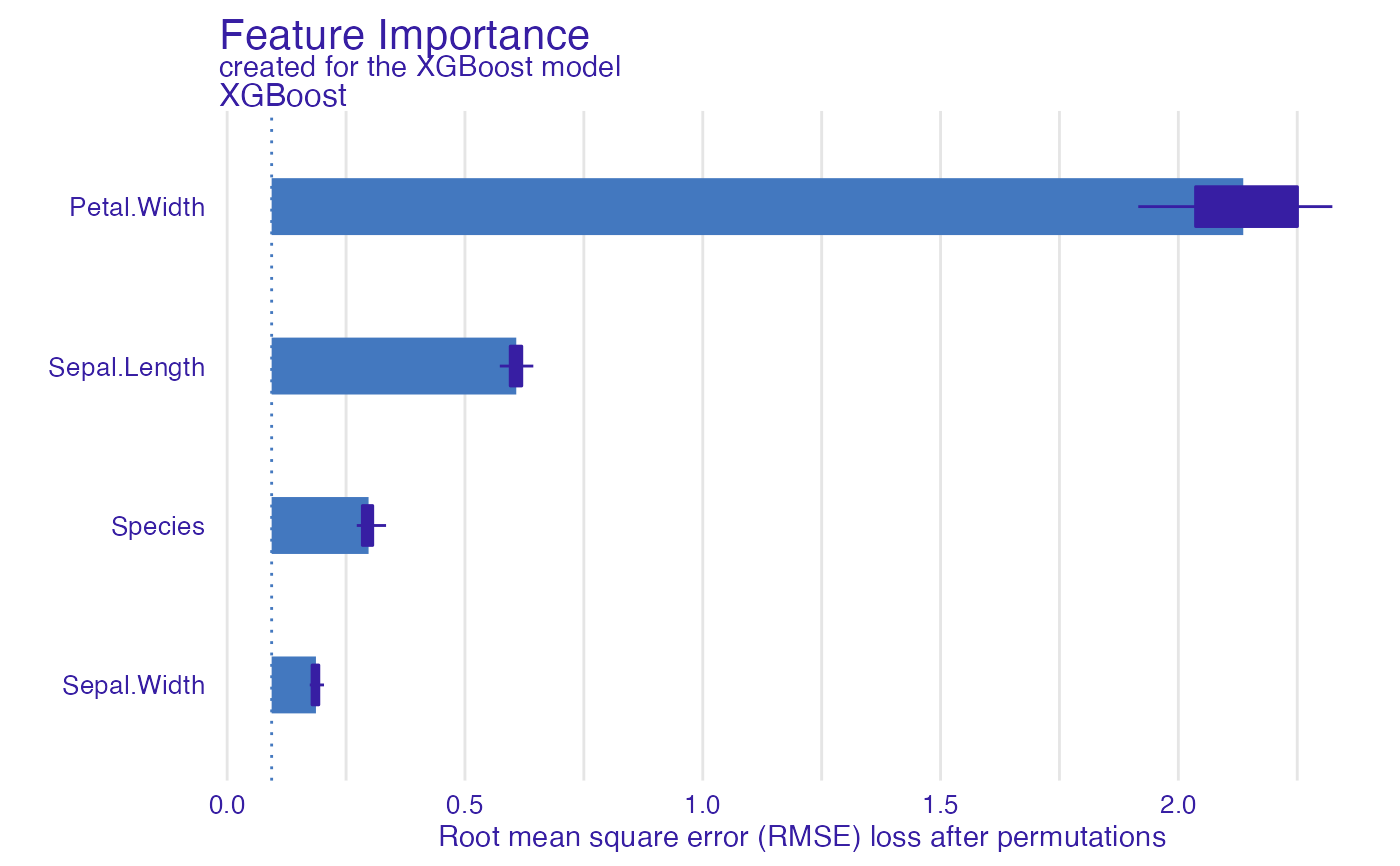 Feature Importance
created for the XGBoost model
XGBoost
Petal.Width
Sepal.Length
Species
Sepal.Width
0.0 0.5 1.0 1.5 2.0
Root mean square error (RMSE) loss after permutations